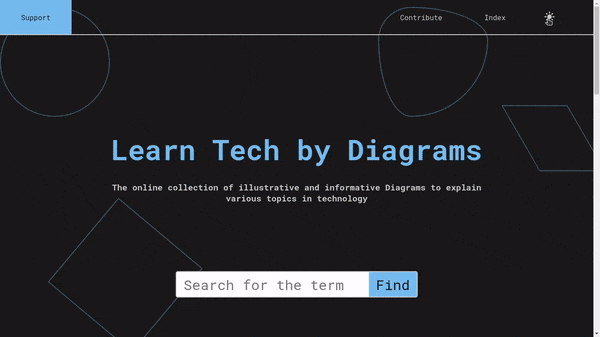 Support
Contribute
Index
Learn Tech by Diagrams
The online collection of illustrative and informative Diagrams to explain
various topics in technology
Search for the term
Find